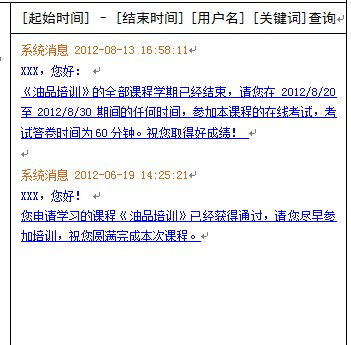 [起始时间] - [结束时间][用户名][关键词]查询
系统消息 2012-08-13 16:58:11
XXX，您好：
《油品培训》的全部课程学期已经结束，请您在 2012/8/20
至 2012/8/30 期间的任何时间，参加本课程的在线考试，考
试答卷时间为 60 分钟。祝您取得好成绩！
系统消息 2012-06-19 14:25:21
XXX，您好！
您申请学习的课程《油品培训》已经获得通过，请您尽早参
加培训，祝您圆满完成本次课程。